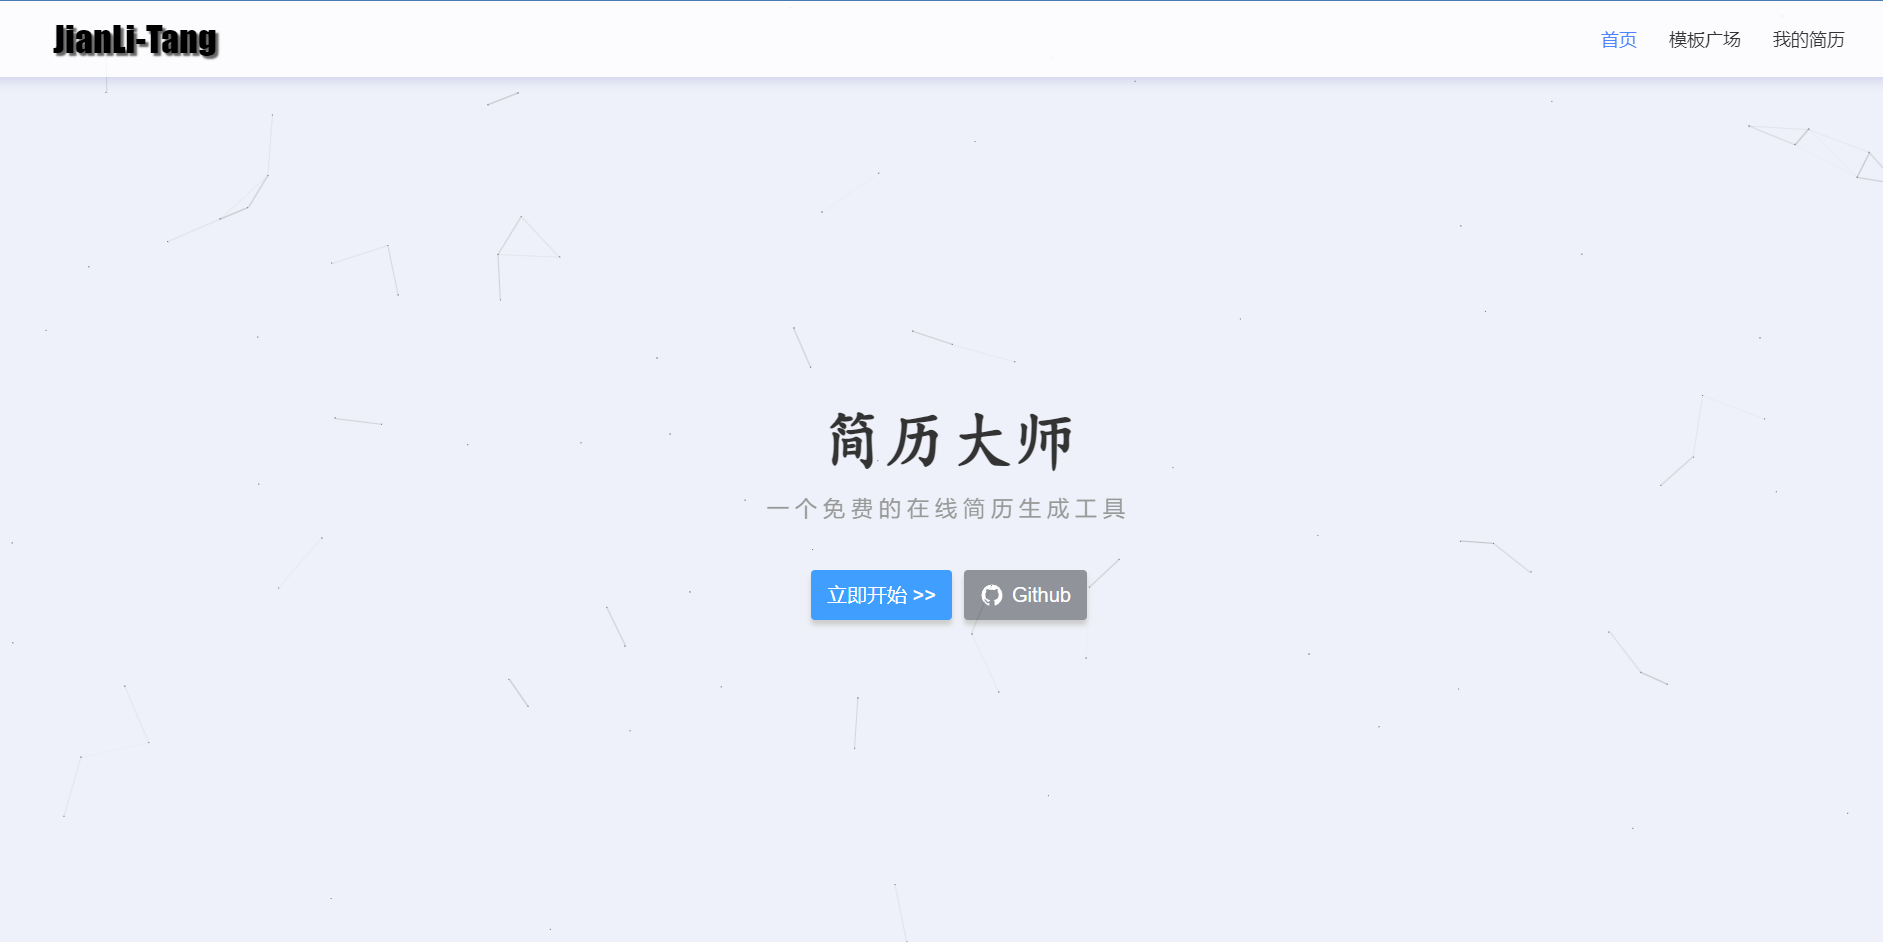 JianLi-Tang
首页 模板广场 我的简历
简历大师
一个免费的在线简历生成工具
立即开始 >> Github